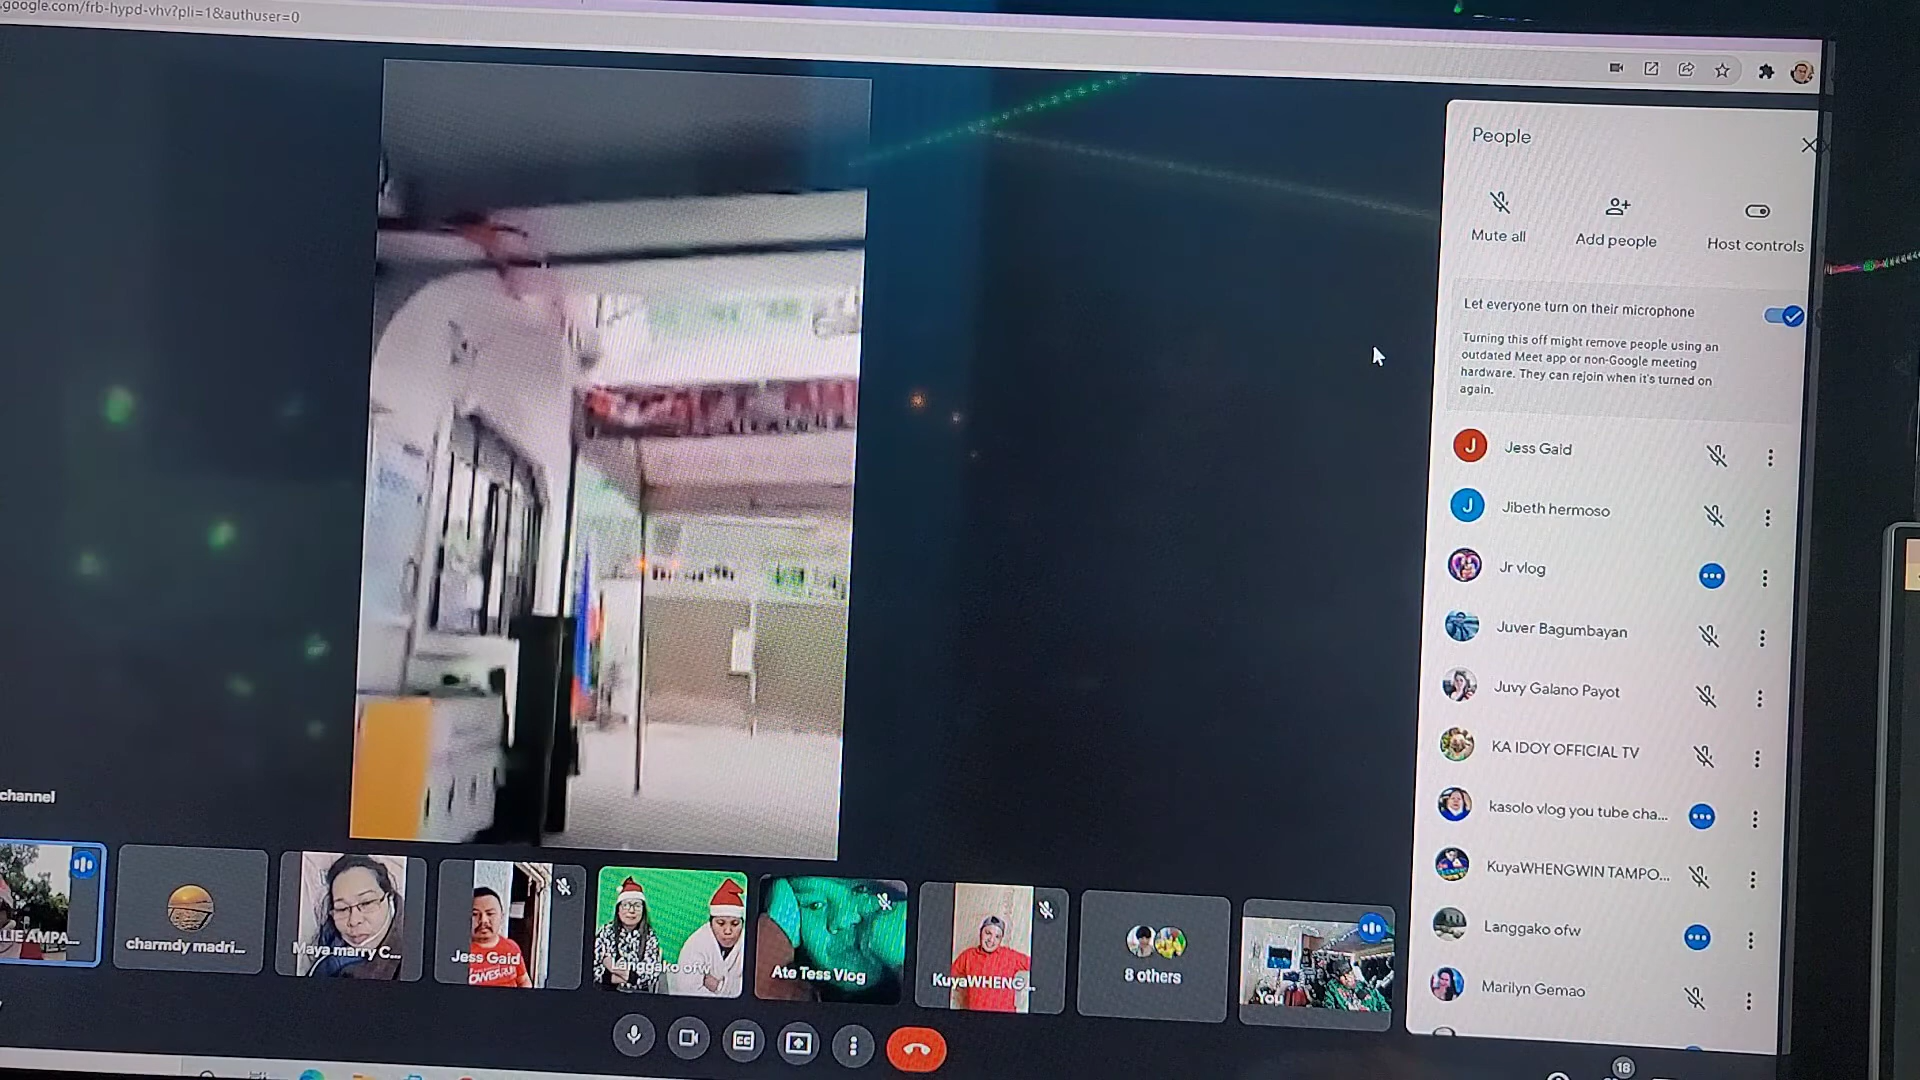 .google.com/frb-hypd-vhv?pli=1&authuser=0
People
Mute all
Add people
Host controls
Let everyone turn on their microphone
Turning this off might remove people using an
outdated Meet app or non-Google meeting
hardware. They can rejoin when it's turned on
again.
Jess Gaid
Jibeth hermoso
Jr vlog
Juver Bagumbayan
Juvy Galano Payot
KA IDOY OFFICIAL TV
kasolo vlog you tube cha...
KuyaWHENGWIN TAMPO...
Langgako ofw
Marilyn Gemao
channel
LIE AMPA...
charmdy madri...
Maya marry C...
Jess Gaid
Langgako ofw
Ate Tess Vlog
KuyaWHENG...
8 others
You
18